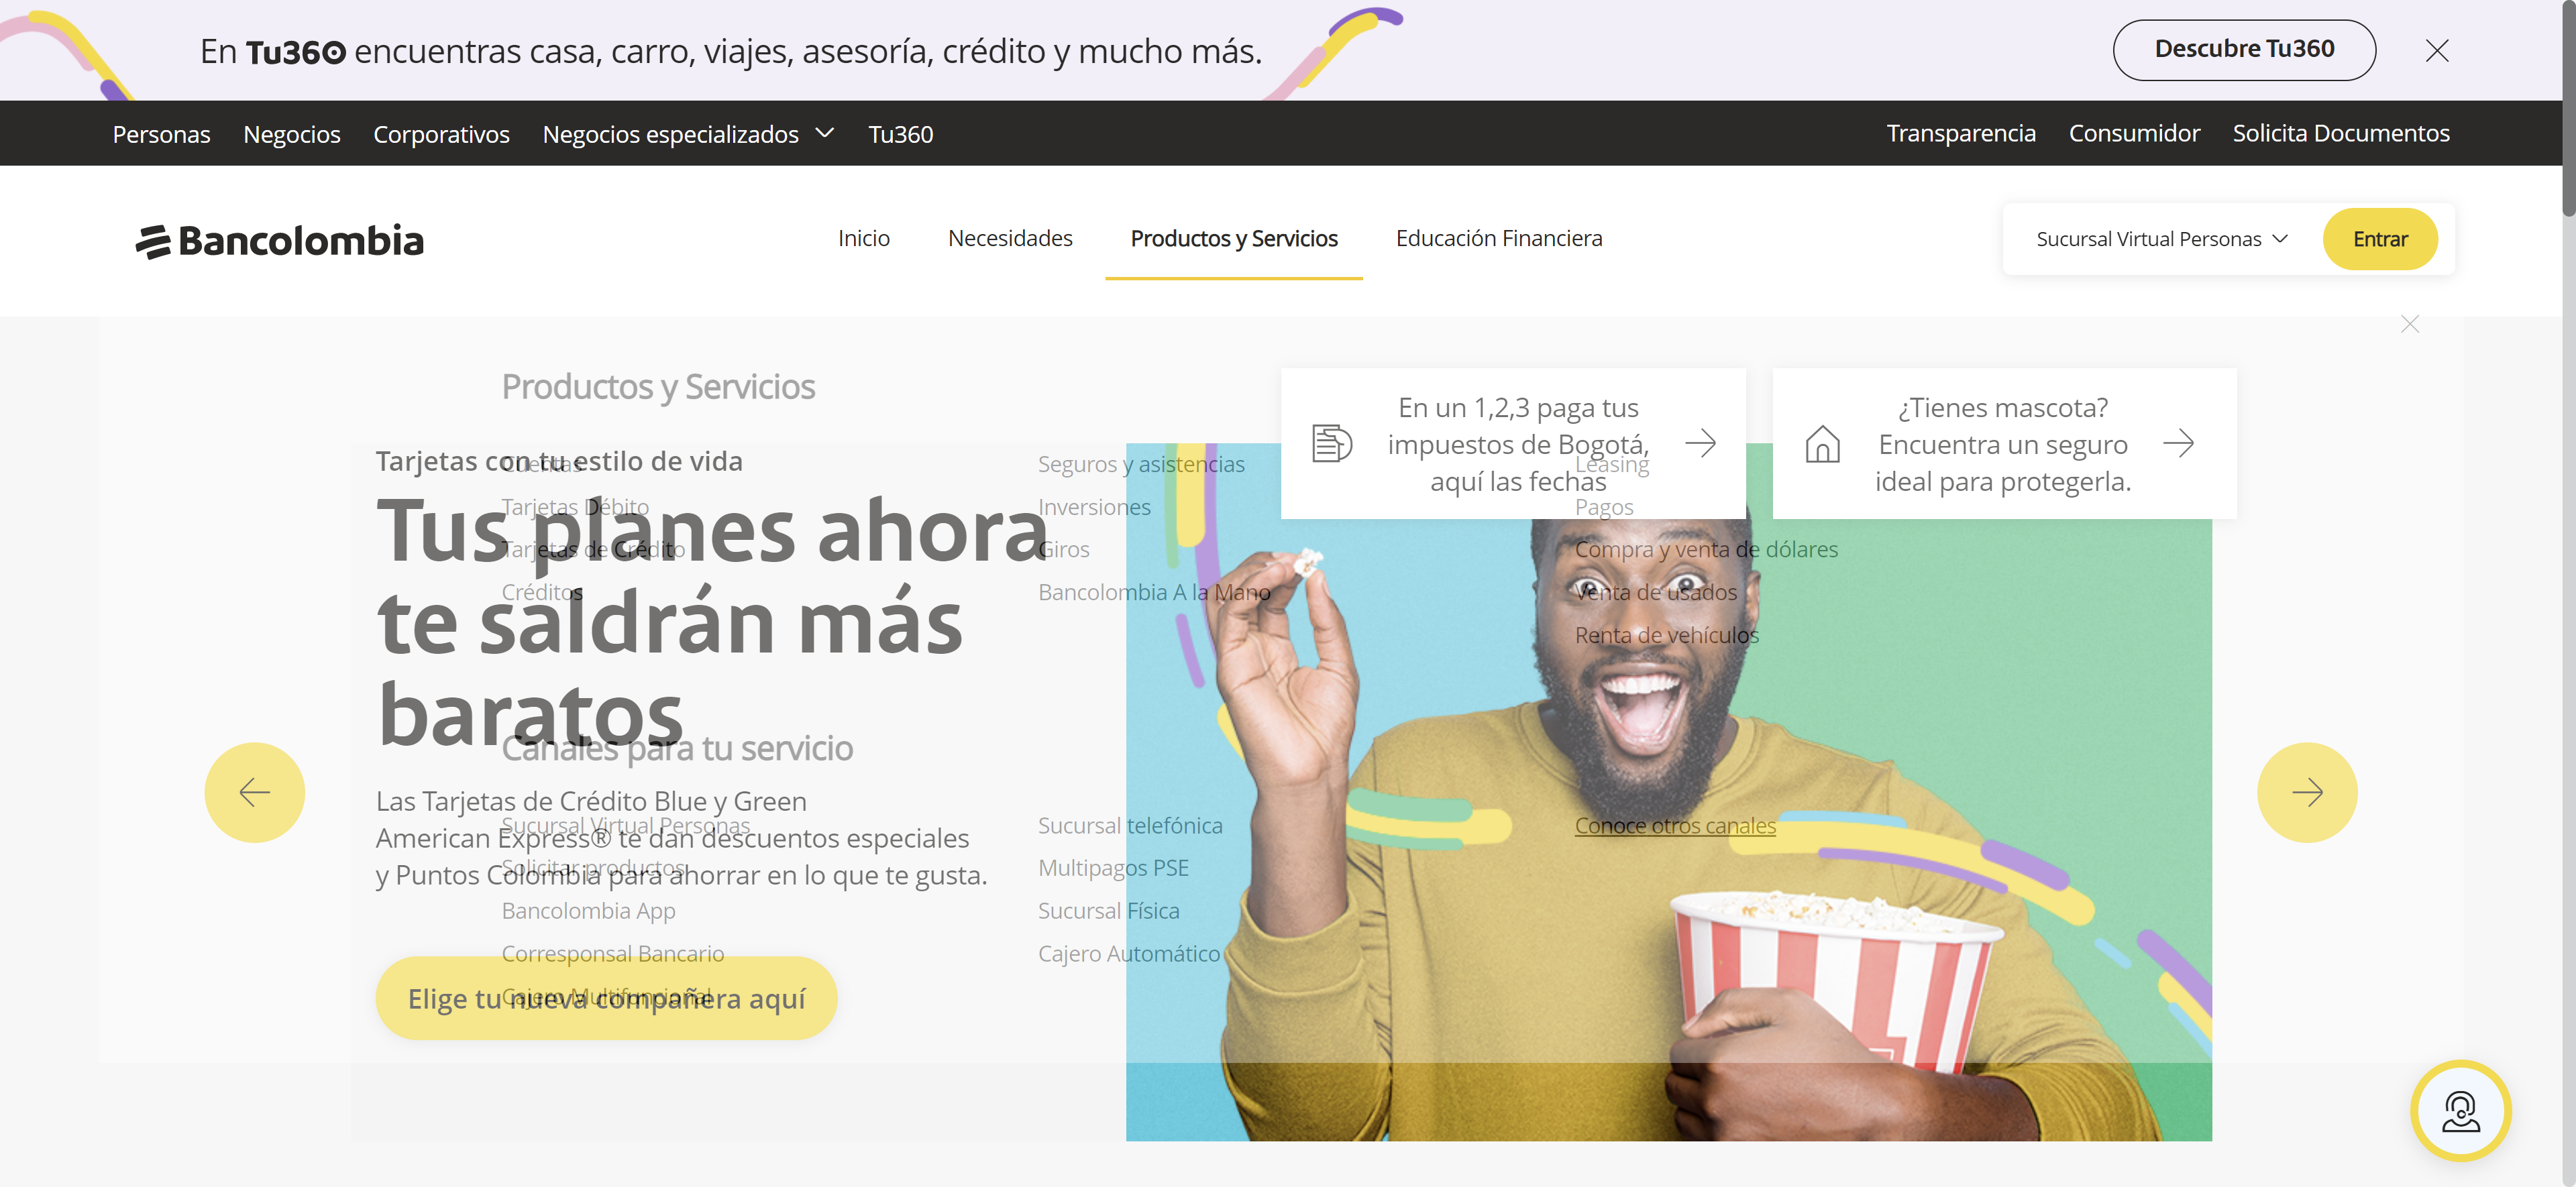 En Tu360 encuentras casa, carro, viajes, asesoría, crédito y mucho más.
Descubre Tu360
Personas
Negocios
Corporativos
Negocios especializados
Tu360
Transparencia
Consumidor
Solicita Documentos
Bancolombia
Inicio
Necesidades
Productos y Servicios
Educación Financiera
Sucursal Virtual Personas
Entrar
Productos y Servicios
Cuentas
Tarjetas Débito
Tarjetas de Crédito
Créditos
Seguros y asistencias
Inversiones
Giros
Bancolombia A la Mano
Leasing
Pagos
Compra y venta de dólares
Venta de usados
Renta de vehículos
En un 1,2,3 paga tus
impuestos de Bogotá,
aquí las fechas
¿Tienes mascota?
Encuentra un seguro
ideal para protegerla.
Tarjetas con tu estilo de vida
Tus planes ahora
te saldrán más
baratos
Las Tarjetas de Crédito Blue y Green
American Express® te dan descuentos especiales
y Puntos Colombia para ahorrar en lo que te gusta.
Elige tu nueva compañera aquí
Canales para tu servicio
Sucursal Virtual Personas
Solicitar productos
Bancolombia App
Corresponsal Bancario
Cajero Multifuncional
Sucursal telefónica
Multipagos PSE
Sucursal Física
Cajero Automático
Conoce otros canales